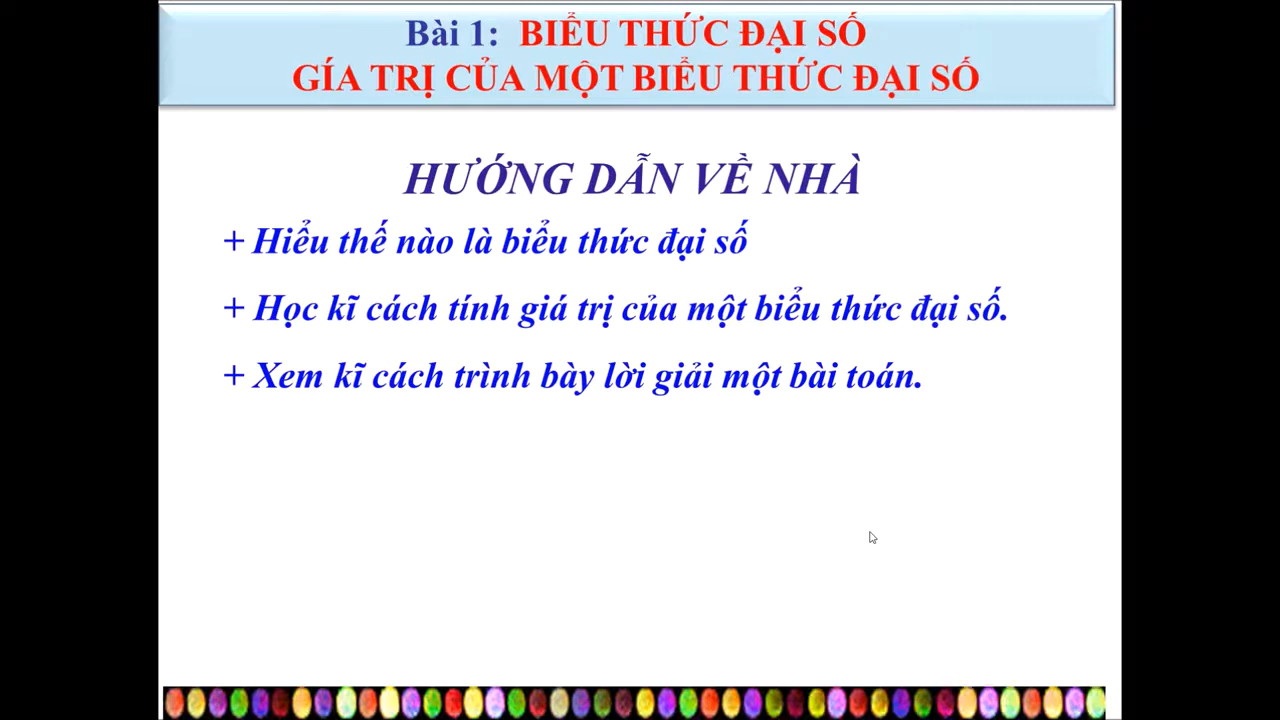 Bài 1: BIỂU THỨC ĐẠI SỐ
GÍA TRỊ CỦA MỘT BIỂU THỨC ĐẠI SỐ
HƯỚNG DẪN VỀ NHÀ
+ Hiểu thế nào là biểu thức đại số
+ Học kĩ cách tính giá trị của một biểu thức đại số.
+ Xem kĩ cách trình bày lời giải một bài toán.